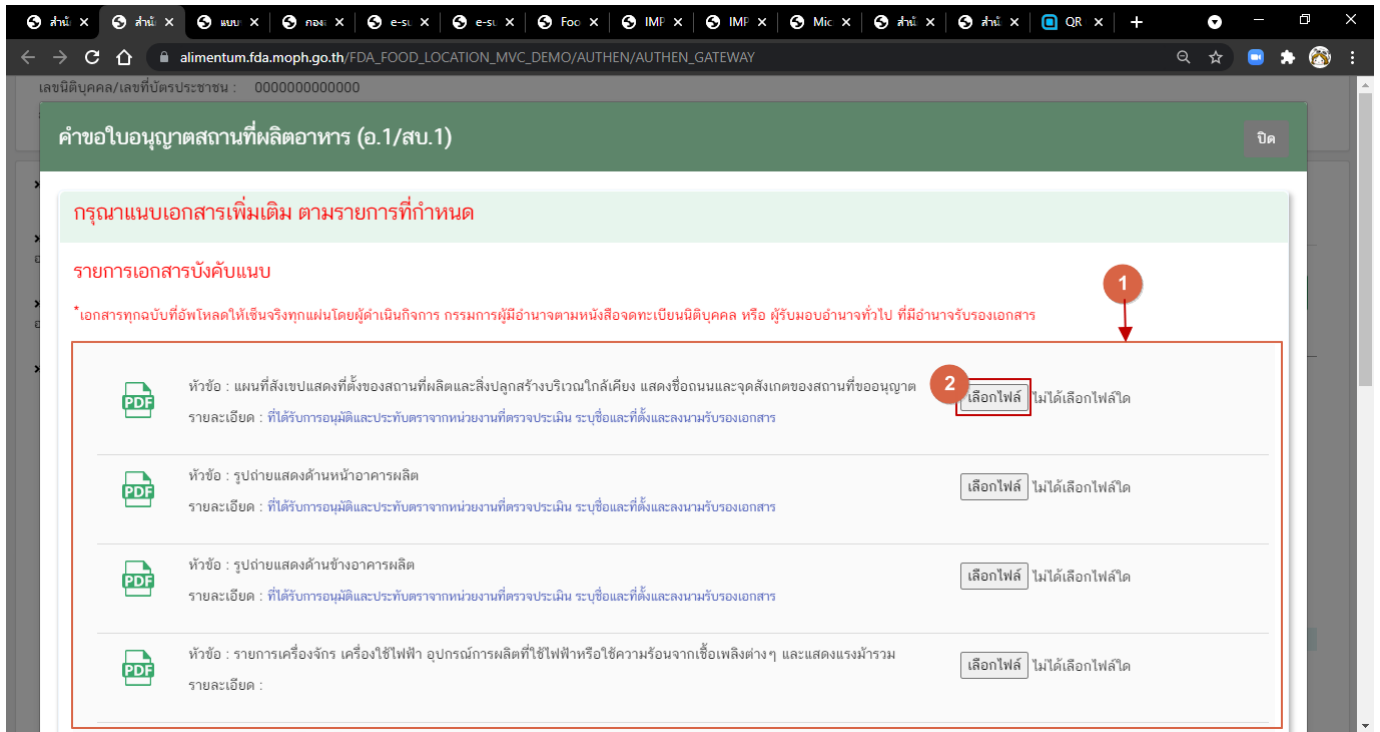 สำนั
สำนั
แบบ
กอง
e-su
e-su
Foo
IMP
IMP
Mic
สำนั
สำนั
QR
alimentum.fda.moph.go.th/FDA_FOOD_LOCATION_MVC_DEMO/AUTHEN/AUTHEN_GATEWAY
เลขนิติบุคคล/เลขที่บัตรประชาชน : 0000000000000
คำขอใบอนุญาตสถานที่ผลิตอาหาร (อ.1/สบ.1)
ปิด
กรุณาแนบเอกสารเพิ่มเติม ตามรายการที่กำหนด
รายการเอกสารบังคับแนบ
1
*เอกสารทุกฉบับที่อัพโหลดให้เซ็นจริงทุกแผ่นโดยผู้ดำเนินกิจการ กรรมการผู้มีอำนาจตามหนังสือจดทะเบียนนิติบุคคล หรือ ผู้รับมอบอำนาจทั่วไป ที่มีอำนาจรับรองเอกสาร
PDF
หัวข้อ : แผนที่สังเขปแสดงที่ตั้งของสถานที่ผลิตและสิ่งปลูกสร้างบริเวณใกล้เคียง แสดงชื่อถนนและจุดสังเกตของสถานที่ขออนุญาต
2
เลือกไฟล์ ไม่ได้เลือกไฟล์ใด
รายละเอียด : ที่ได้รับการอนุมัติและประทับตราจากหน่วยงานที่ตรวจประเมิน ระบุชื่อและที่ตั้งและลงนามรับรองเอกสาร
PDF
หัวข้อ : รูปถ่ายแสดงด้านหน้าอาคารผลิต
เลือกไฟล์ ไม่ได้เลือกไฟล์ใด
รายละเอียด : ที่ได้รับการอนุมัติและประทับตราจากหน่วยงานที่ตรวจประเมิน ระบุชื่อและที่ตั้งและลงนามรับรองเอกสาร
PDF
หัวข้อ : รูปถ่ายแสดงด้านข้างอาคารผลิต
เลือกไฟล์ ไม่ได้เลือกไฟล์ใด
รายละเอียด : ที่ได้รับการอนุมัติและประทับตราจากหน่วยงานที่ตรวจประเมิน ระบุชื่อและที่ตั้งและลงนามรับรองเอกสาร
PDF
หัวข้อ : รายการเครื่องจักร เครื่องใช้ไฟฟ้า อุปกรณ์การผลิตที่ใช้ไฟฟ้าหรือใช้ความร้อนจากเชื้อเพลิงต่างๆ และแสดงแรงม้ารวม
เลือกไฟล์ ไม่ได้เลือกไฟล์ใด
รายละเอียด :